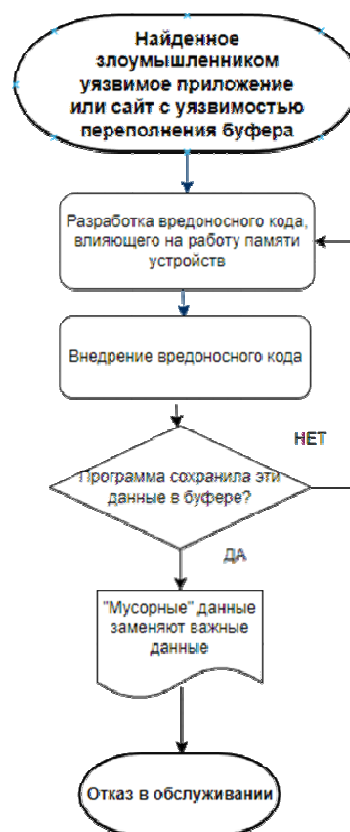 Найденное
злоумышленником
уязвимое приложение
или сайт с уязвимостью
переполнения буфера
Разработка вредоносного кода,
влияющего на работу памяти
устройств
Внедрение вредоносного кода
НЕТ
Программа сохранила эти
данные в буфере?
ДА
"Мусорные" данные
заменяют важные
данные
Отказ в обслуживании